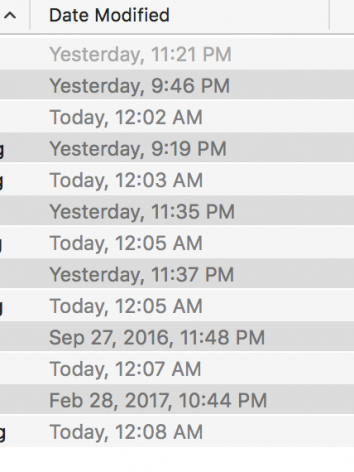 Date Modified
Yesterday, 11:21 PM
Yesterday, 9:46 PM
Today, 12:02 AM
g Yesterday, 9:19 PM
g Today, 12:03 AM
Yesterday, 11:35 PM
g Today, 12:05 AM
Yesterday, 11:37 PM
g Today, 12:05 AM
Sep 27, 2016, 11:48 PM
Today, 12:07 AM
Feb 28, 2017, 10:44 PM
g Today, 12:08 AM